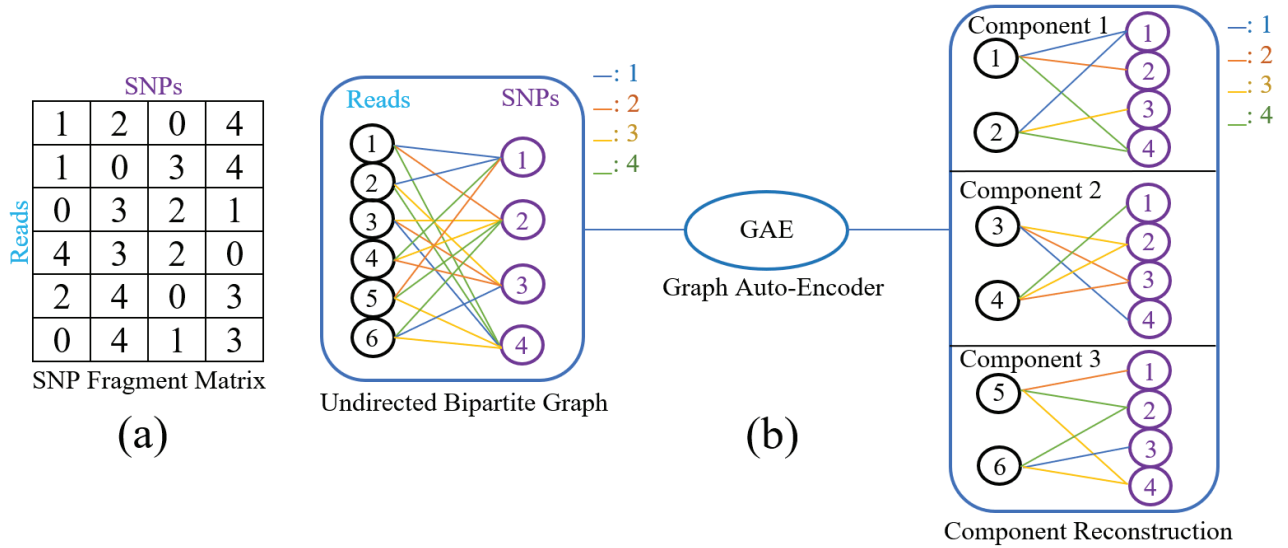 SNPs
Reads
1 2 0 4
1 0 3 4
0 3 2 1
4 3 2 0
2 4 0 3
0 4 1 3
SNP Fragment Matrix
(a)
Reads
SNPs
1
2
3
4
5
6
1
2
3
4
Undirected Bipartite Graph
—: 1
—: 2
—: 3
__: 4
GAE
Graph Auto-Encoder
(b)
Component 1
1
2
1
2
3
4
Component 2
3
4
1
2
3
4
Component 3
5
6
1
2
3
4
Component Reconstruction
—: 1
—: 2
—: 3
__: 4